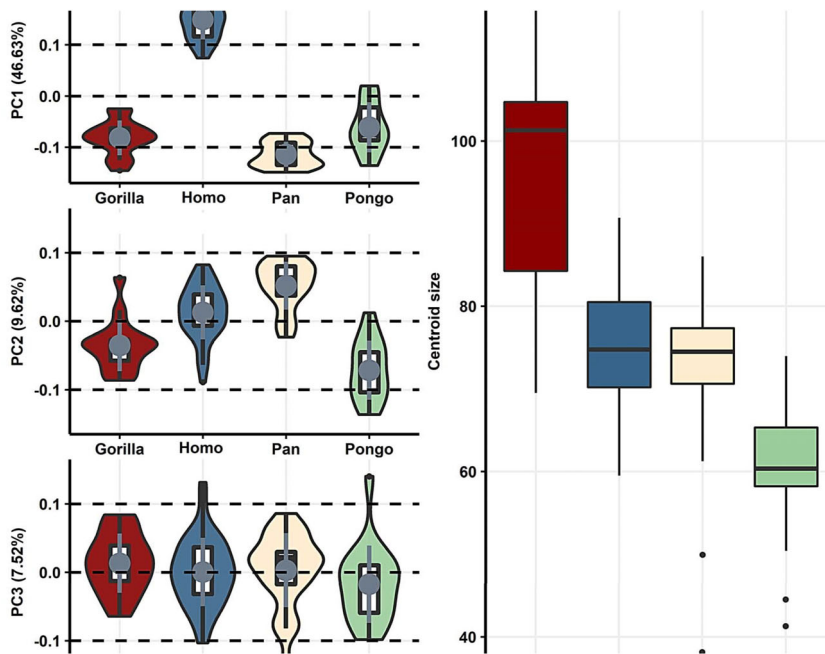 PC1 (46.63%)
0.1
0.0
-0.1
Gorilla Homo Pan Pongo
PC2 (9.62%)
0.1
0.0
-0.1
Gorilla Homo Pan Pongo
PC3 (7.52%)
0.1
0.0
-0.1
Centroid size
100
80
60
40